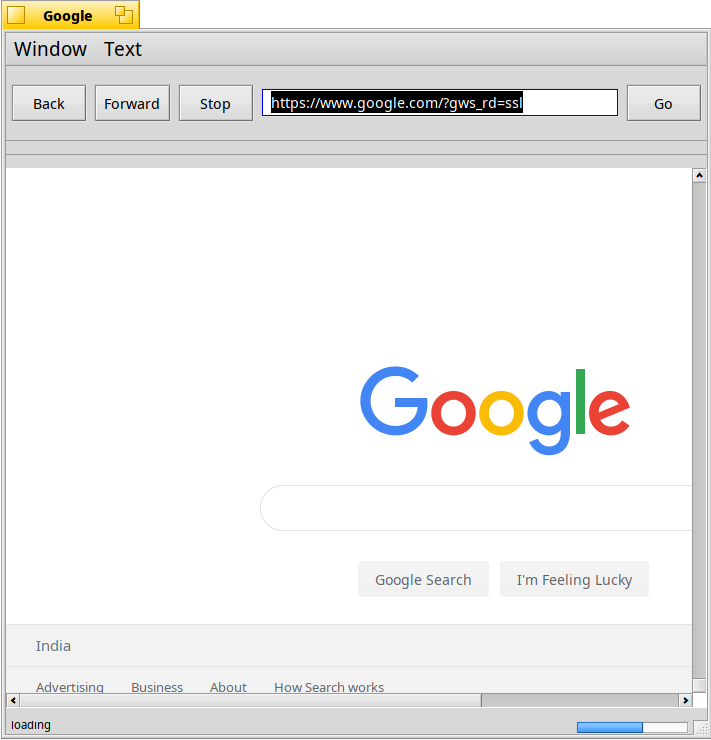 Google
Window Text
Back Forward Stop https://www.google.com/?gws_rd=ssl Go
Google
Google Search I'm Feeling Lucky
India
Advertising Business About How Search works
loading